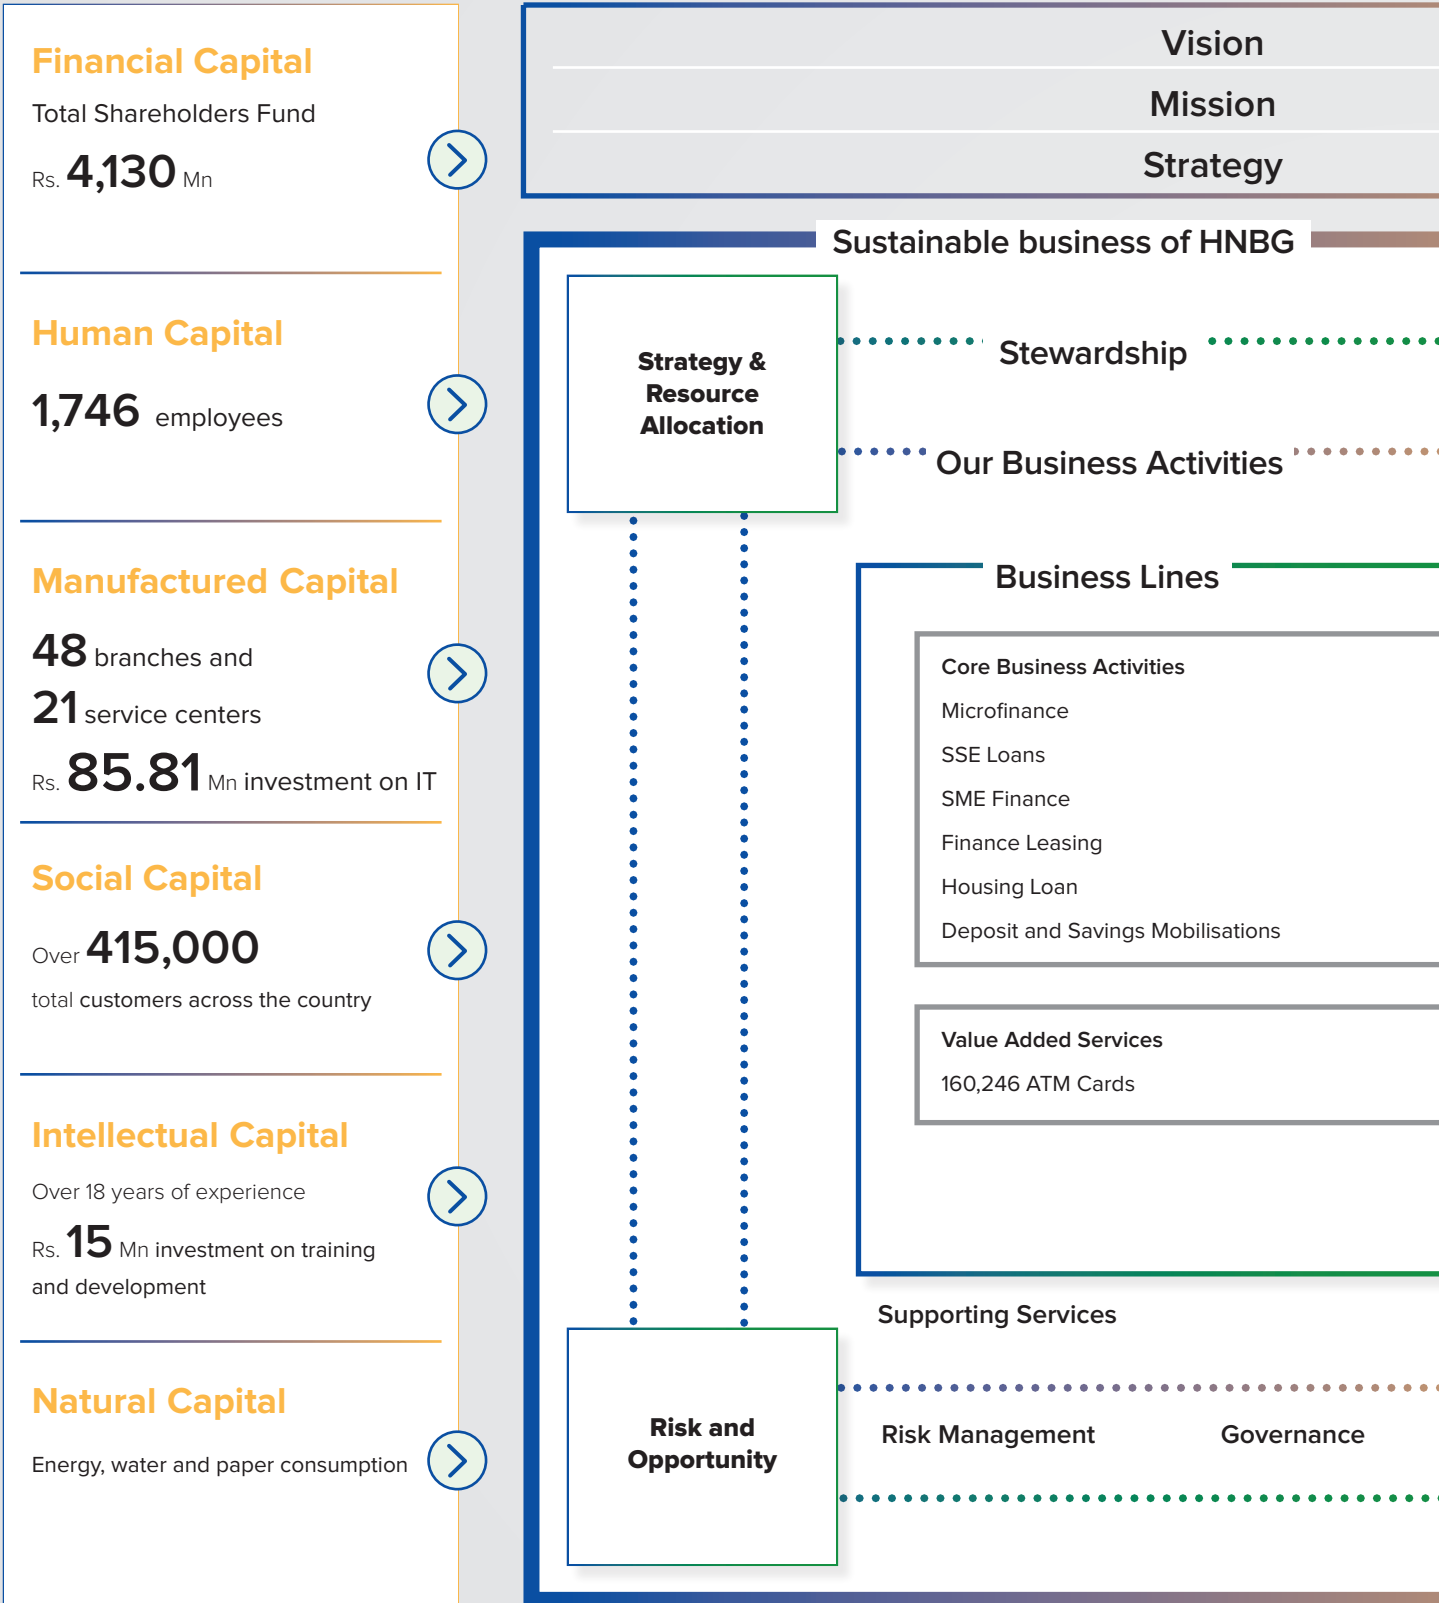 Financial Capital
Total Shareholders Fund
Rs. 4,130 Mn
Human Capital
1,746 employees
Manufactured Capital
48 branches and
21 service centers
Rs. 85.81 Mn investment on IT
Social Capital
Over 415,000
total customers across the country
Intellectual Capital
Over 18 years of experience
Rs. 15 Mn investment on training
and development
Natural Capital
Energy, water and paper consumption
Vision
Mission
Strategy
Sustainable business of HNBG
Strategy &
Resource
Allocation
Stewardship
Our Business Activities
Business Lines
Core Business Activities
Microfinance
SSE Loans
SME Finance
Finance Leasing
Housing Loan
Deposit and Savings Mobilisations
Value Added Services
160,246 ATM Cards
Supporting Services
Risk and
Opportunity
Risk Management
Governance